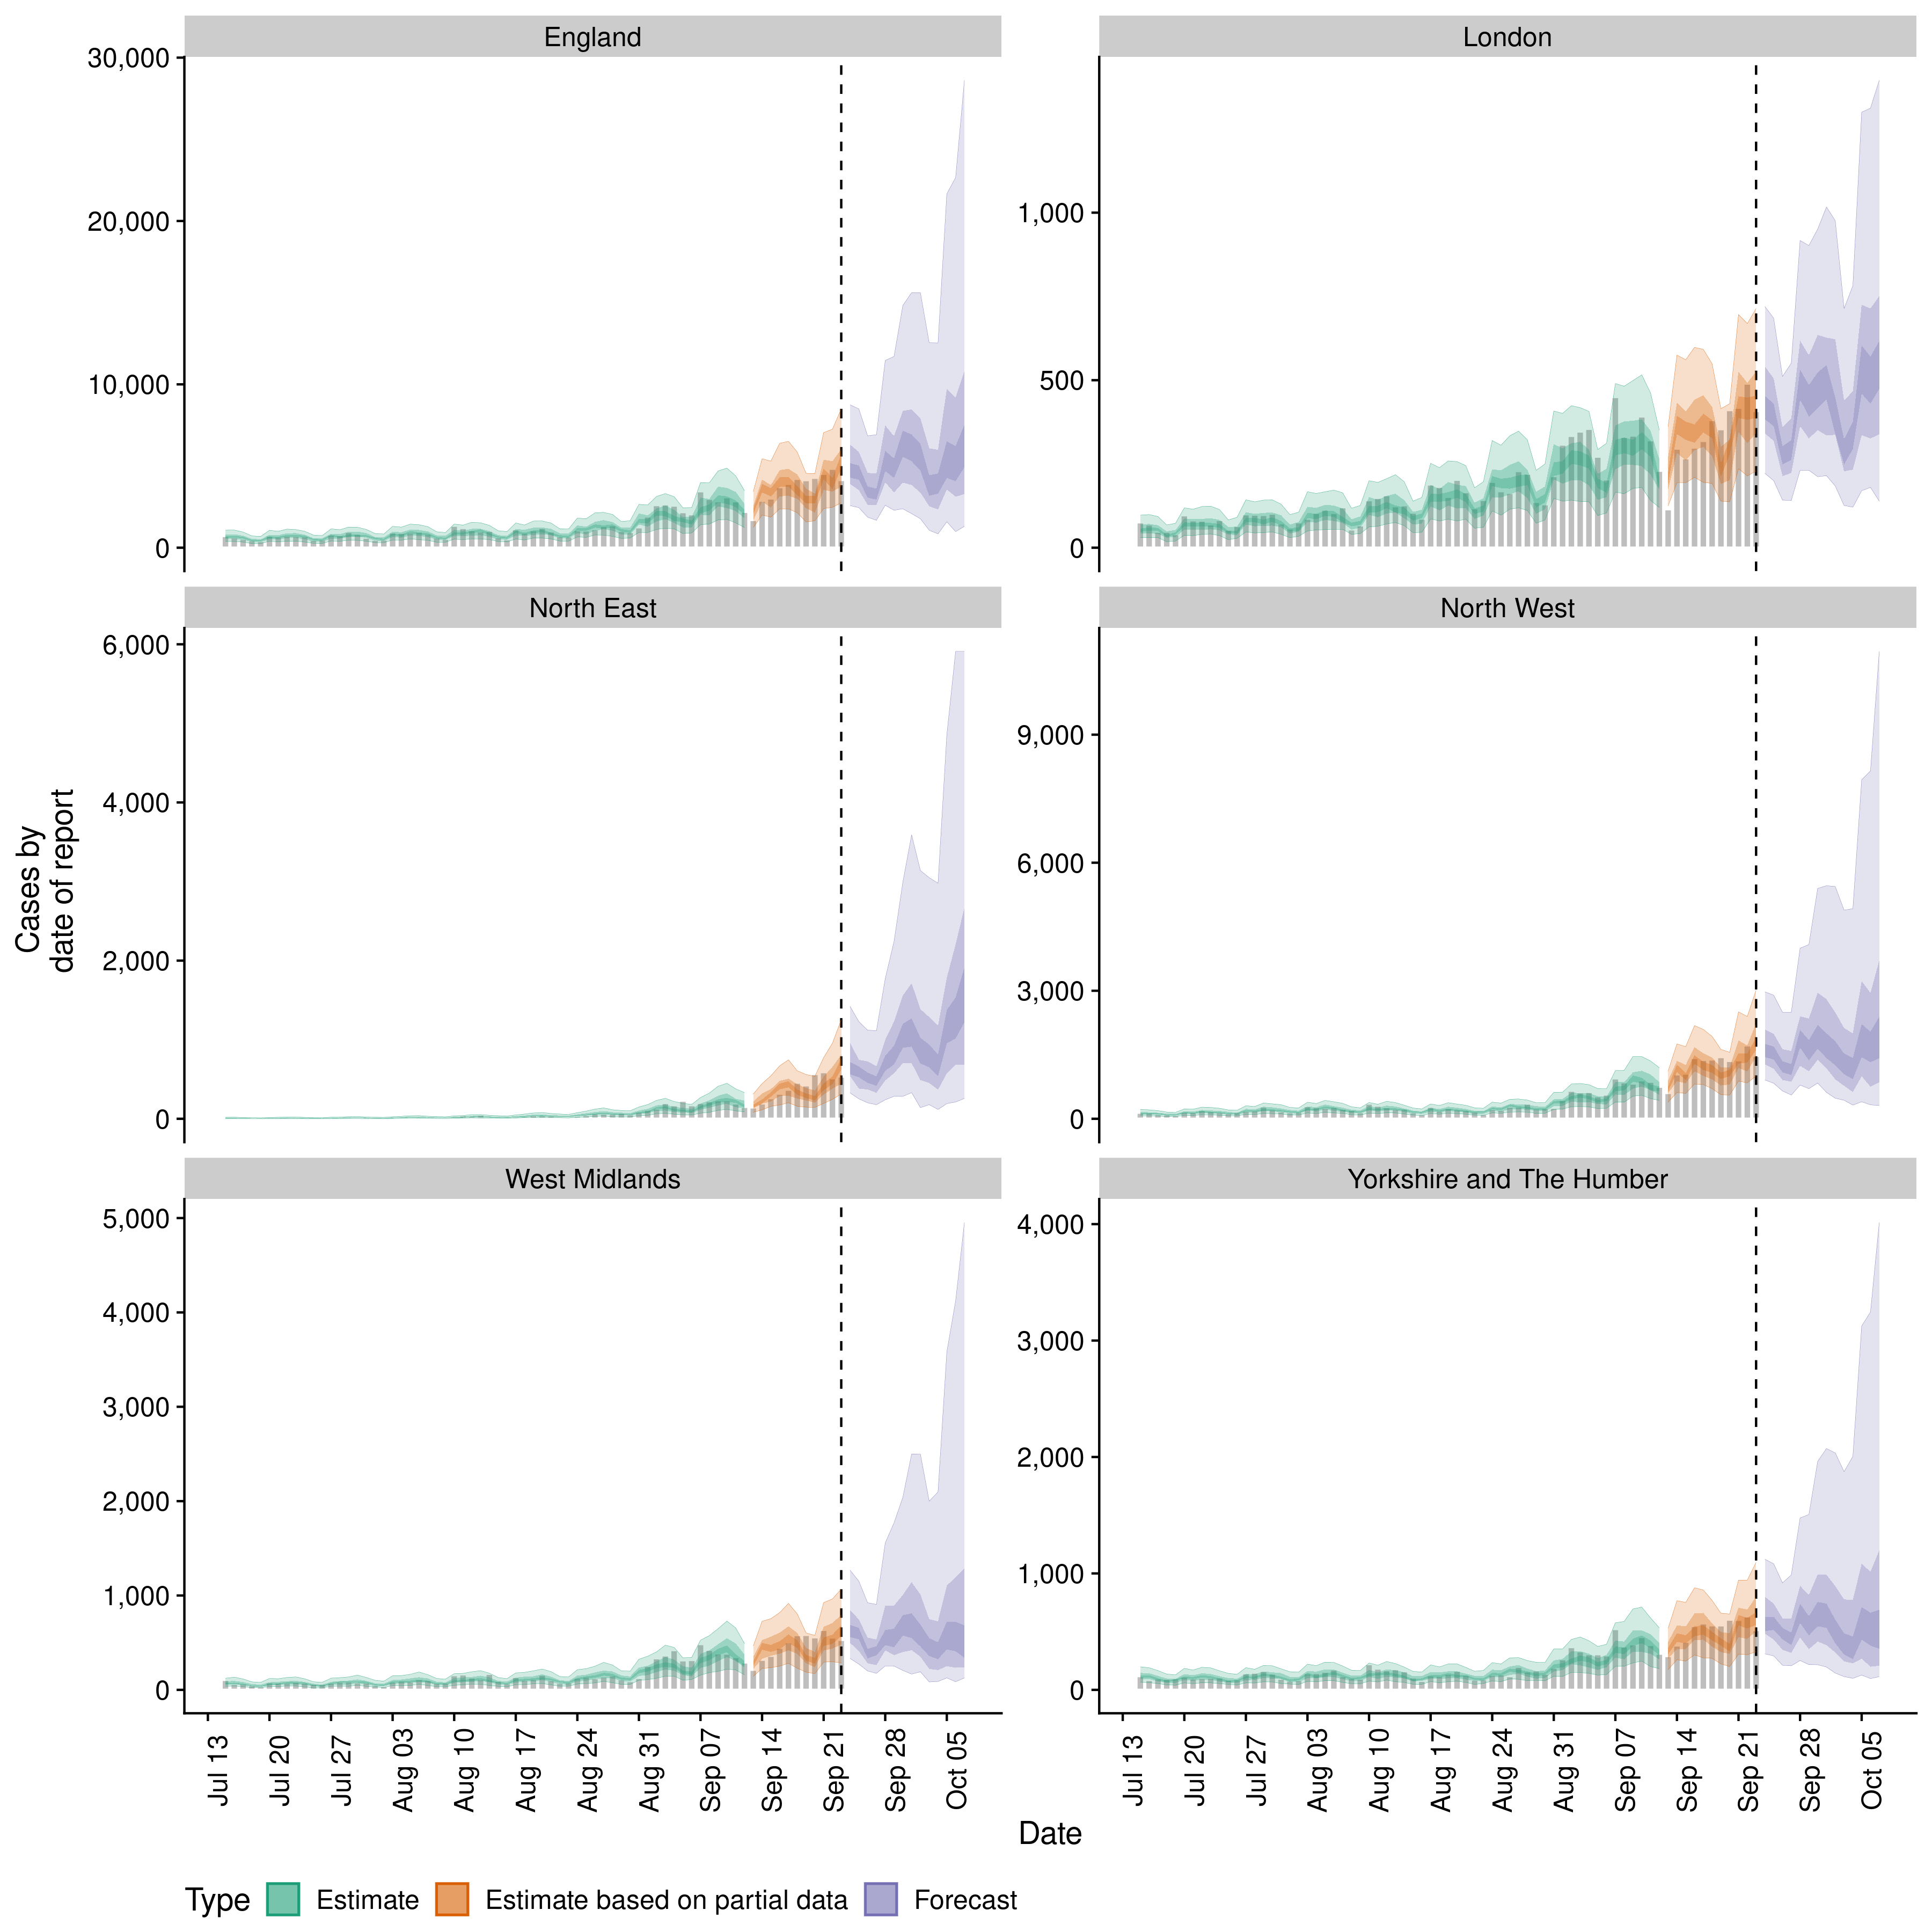 England
London
30,000
20,000
10,000
0
1,000
500
0
North East
North West
6,000
4,000
2,000
0
9,000
6,000
3,000
0
Cases by
date of report
West Midlands
Yorkshire and The Humber
5,000
4,000
3,000
2,000
1,000
0
4,000
3,000
2,000
1,000
0
Jul 13
Jul 20
Jul 27
Aug 03
Aug 10
Aug 17
Aug 24
Aug 31
Sep 07
Sep 14
Sep 21
Sep 28
Oct 05
Jul 13
Jul 20
Jul 27
Aug 03
Aug 10
Aug 17
Aug 24
Aug 31
Sep 07
Sep 14
Sep 21
Sep 28
Oct 05
Date
Type Estimate Estimate based on partial data Forecast